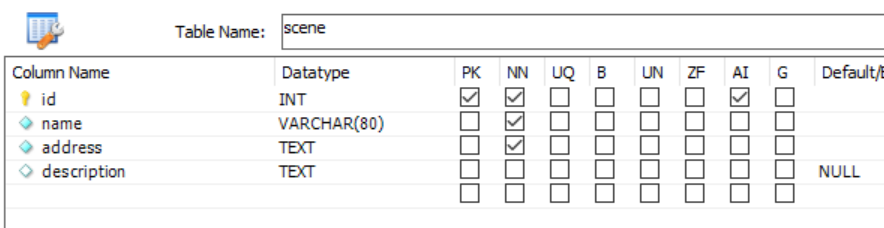 Table Name: scene
Column Name Datatype PK NN UQ B UN ZF AI G Default/E
id INT
name VARCHAR(80)
address TEXT
description TEXT NULL